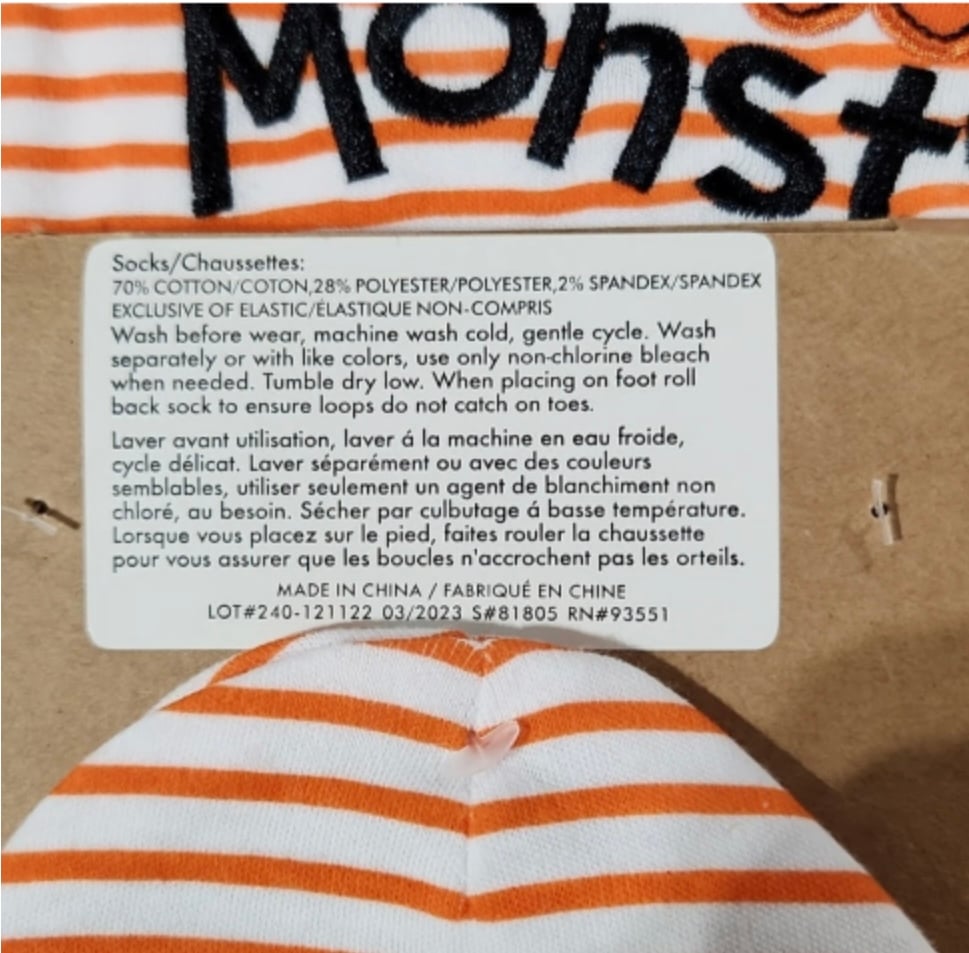 Monst
Socks/Chaussettes:
70% COTTON/COTON,28% POLYESTER/POLYESTER,2% SPANDEX/SPANDEX
EXCLUSIVE OF ELASTIC/ÉLASTIQUE NON-COMPRIS
Wash before wear, machine wash cold, gentle cycle. Wash
separately or with like colors, use only non-chlorine bleach
when needed. Tumble dry low. When placing on foot roll
back sock to ensure loops do not catch on toes.
Laver avant utilisation, laver á la machine en eau froide,
cycle délicat. Laver séparément ou avec des couleurs
semblables, utiliser seulement un agent de blanchiment non
chloré, au besoin. Sécher par culbutage á basse température.
Lorsque vous placez sur le pied, faites rouler la chaussette
pour vous assurer que les boucles n'accrochent pas les orteils.
MADE IN CHINA / FABRIQUÉ EN CHINE
LOT#240-121122 03/2023 S#81805 RN#93551